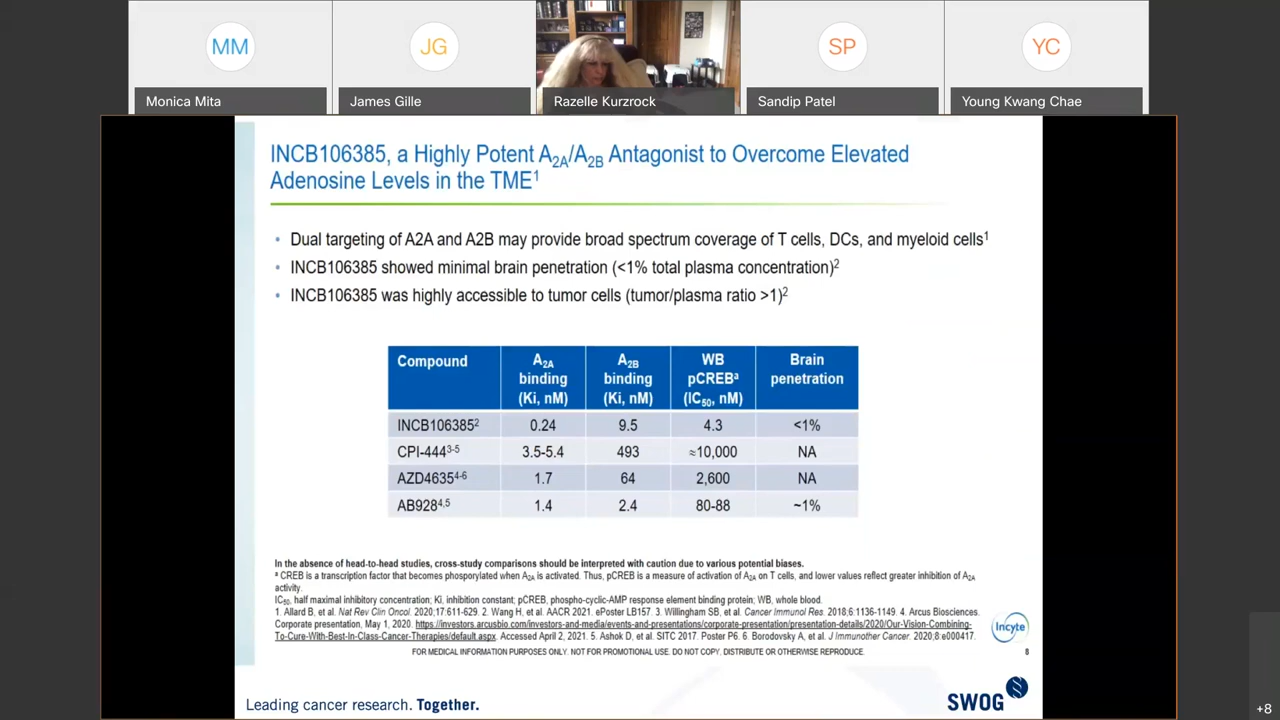 MM
JG
SP
YC
Monica Mita
James Gille
Razelle Kurzrock
Sandip Patel
Young Kwang Chae
INCB106385, a Highly Potent A2A/A2B Antagonist to Overcome Elevated
Adenosine Levels in the TME1
• Dual targeting of A2A and A2B may provide broad spectrum coverage of T cells, DCs, and myeloid cells1
• INCB106385 showed minimal brain penetration (<1% total plasma concentration)2
• INCB106385 was highly accessible to tumor cells (tumor/plasma ratio >1)2
Compound A2A binding (Ki, nM) A2B binding (Ki, nM) WB pCREBa (IC50, nM) Brain penetration
INCB1063852 0.24 9.5 4.3 <1%
CPI-4443-5 3.5-5.4 493 ≈10,000 NA
AZD46354-6 1.7 64 2,600 NA
AB9284,5 1.4 2.4 80-88 ~1%
In the absence of head-to-head studies, cross-study comparisons should be interpreted with caution due to various potential biases.
a CREB is a transcription factor that becomes phosporylated when A2A is activated. Thus, pCREB is a measure of activation of A2A on T cells, and lower values reflect greater inhibition of A2A
activity.
IC50, half maximal inhibitory concentration; Ki, inhibition constant; pCREB, phospho-cyclic-AMP response element binding protein; WB, whole blood.
1. Allard B, et al. Nat Rev Clin Oncol. 2020;17:611-629. 2. Wang H, et al. AACR 2021. ePoster LB157. 3. Willingham SB, et al. Cancer Immunol Res. 2018;6:1136-1149. 4. Arcus Biosciences.
Corporate presentation, May 1, 2020. https://investors.arcusbio.com/investors-and-media/events-and-presentations/corporate-presentation/presentation-details/2020/Our-Vision-Combining-
To-Cure-With-Best-In-Class-Cancer-Therapies/default.aspx. Accessed April 2, 2021. 5. Ashok D, et al. SITC 2017. Poster P6. 6. Borodovsky A, et al. J Immunother Cancer. 2020;8:e000417.
Incyte
FOR MEDICAL INFORMATION PURPOSES ONLY. NOT FOR PROMOTIONAL USE. DO NOT COPY, DISTRIBUTE OR OTHERWISE REPRODUCE.
8
Leading cancer research. Together.
SWOG
+8